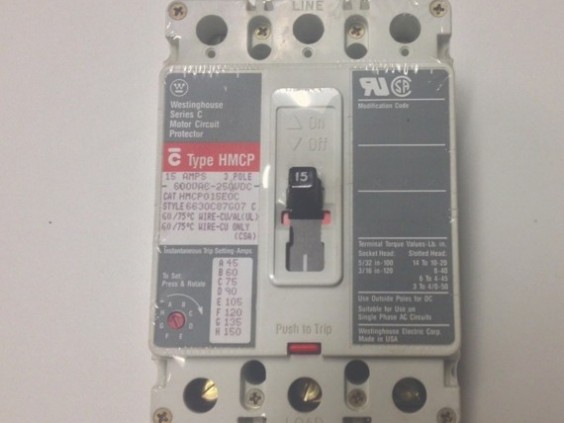 LINE
Westinghouse
Series C
Motor Circuit
Protector
Type HMCP
15 AMPS 3 POLE
600VAC-250VDC
CAT HMCP015E0C
STYLE 6630C87G07 C
60/75°C WIRE-CU/AL(UL)
60/75°C WIRE-CU ONLY
(CSA)
Instantaneous Trip Setting Amps
To Set
Press & Rotate
A 45
B 60
C 75
D 90
E 105
F 120
G 135
H 150
On
Off
15
Push to Trip
Modification Code
Terminal Torque Values-Lb. in.
Socket Head: Slotted Head:
5/32 in-100 14 To 10-20
3/16 in-120 8-40
6 To 4-45
3 To 4/0-50
Use Outside Poles for DC
Suitable for Use on
Single Phase AC Circuits
Westinghouse Electric Corp.
Made in USA
LOAD